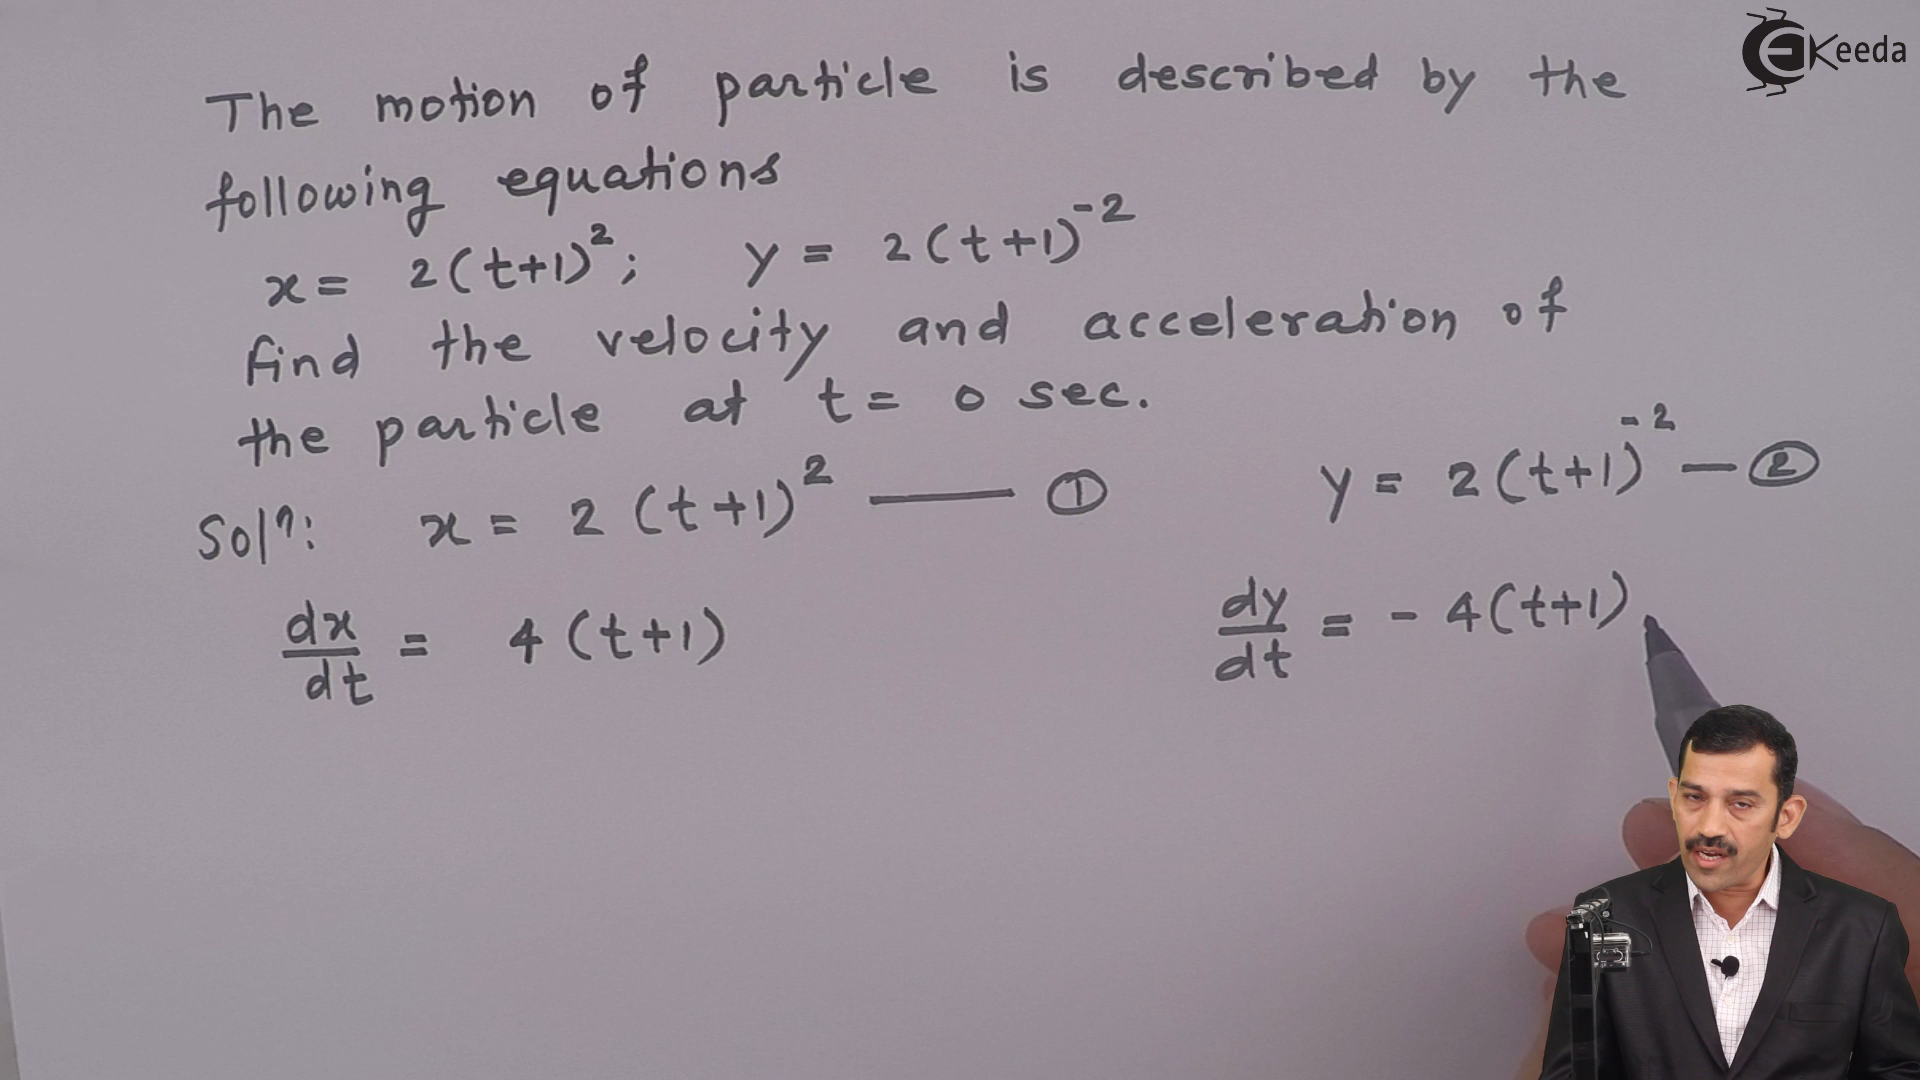 EKeeda
The motion of particle is described by the
following equations
x = 2(t+1)²; y = 2(t+1)⁻²
find the velocity and acceleration of
the particle at t = 0 sec.
Solⁿ: x = 2(t+1)² —— ① y = 2(t+1)⁻² — ②
dx/dt = 4(t+1) dy/dt = -4(t+1)